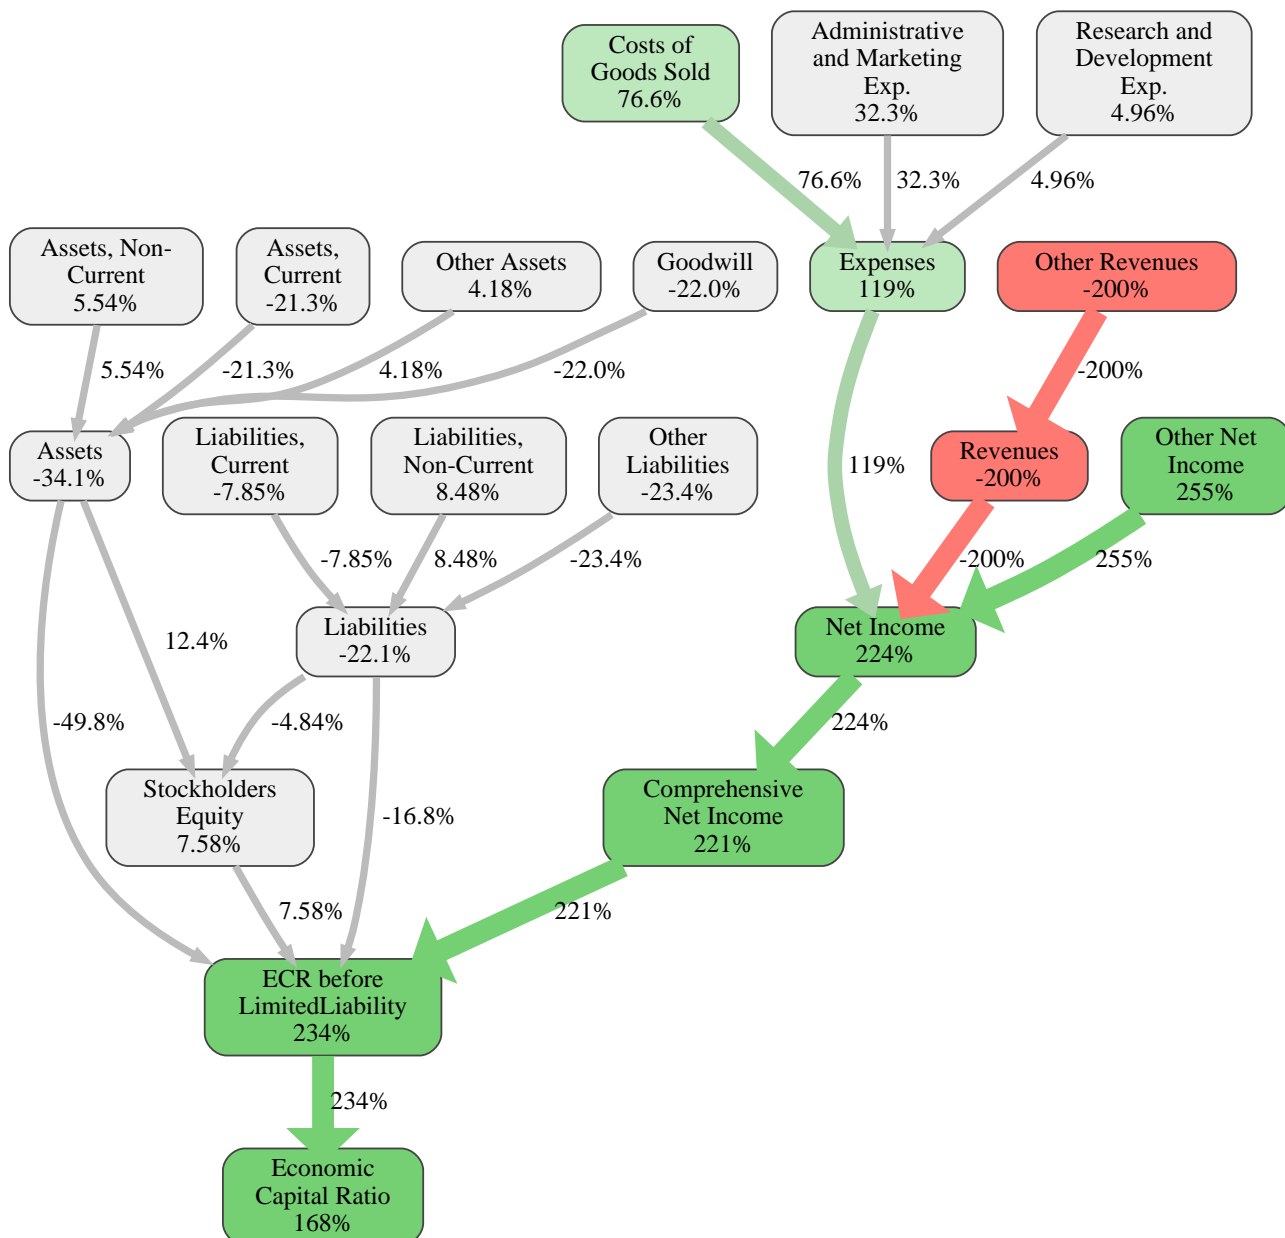 Costs of
Goods Sold
76.6%
Administrative
and Marketing
Exp.
32.3%
Research and
Development
Exp.
4.96%
76.6%
32.3%
4.96%
Assets, Non-
Current
5.54%
Assets,
Current
-21.3%
Other Assets
4.18%
Goodwill
-22.0%
Expenses
119%
Other Revenues
-200%
5.54%
-21.3%
4.18%
-22.0%
-200%
Assets
-34.1%
Liabilities,
Current
-7.85%
Liabilities,
Non-Current
8.48%
Other
Liabilities
-23.4%
119%
Revenues
-200%
Other Net
Income
255%
-7.85%
8.48%
-23.4%
-200%
255%
12.4%
Liabilities
-22.1%
Net Income
224%
-49.8%
-4.84%
224%
Stockholders
Equity
7.58%
-16.8%
Comprehensive
Net Income
221%
7.58%
221%
ECR before
LimitedLiability
234%
234%
Economic
Capital Ratio
168%